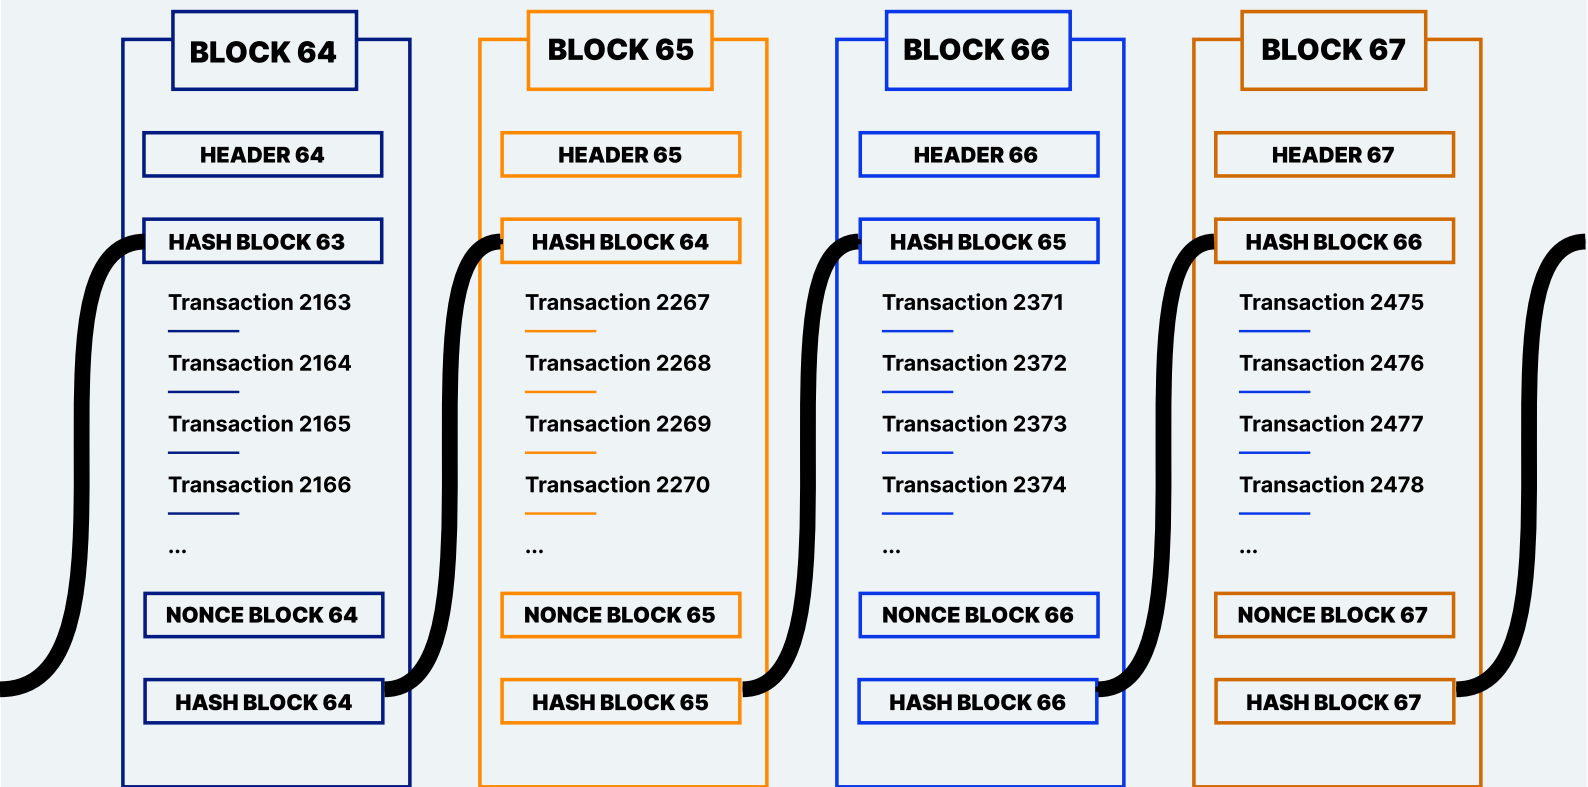 BLOCK 64
HEADER 64
HASH BLOCK 63
Transaction 2163
Transaction 2164
Transaction 2165
Transaction 2166
...
NONCE BLOCK 64
HASH BLOCK 64
BLOCK 65
HEADER 65
HASH BLOCK 64
Transaction 2267
Transaction 2268
Transaction 2269
Transaction 2270
...
NONCE BLOCK 65
HASH BLOCK 65
BLOCK 66
HEADER 66
HASH BLOCK 65
Transaction 2371
Transaction 2372
Transaction 2373
Transaction 2374
...
NONCE BLOCK 66
HASH BLOCK 66
BLOCK 67
HEADER 67
HASH BLOCK 66
Transaction 2475
Transaction 2476
Transaction 2477
Transaction 2478
...
NONCE BLOCK 67
HASH BLOCK 67